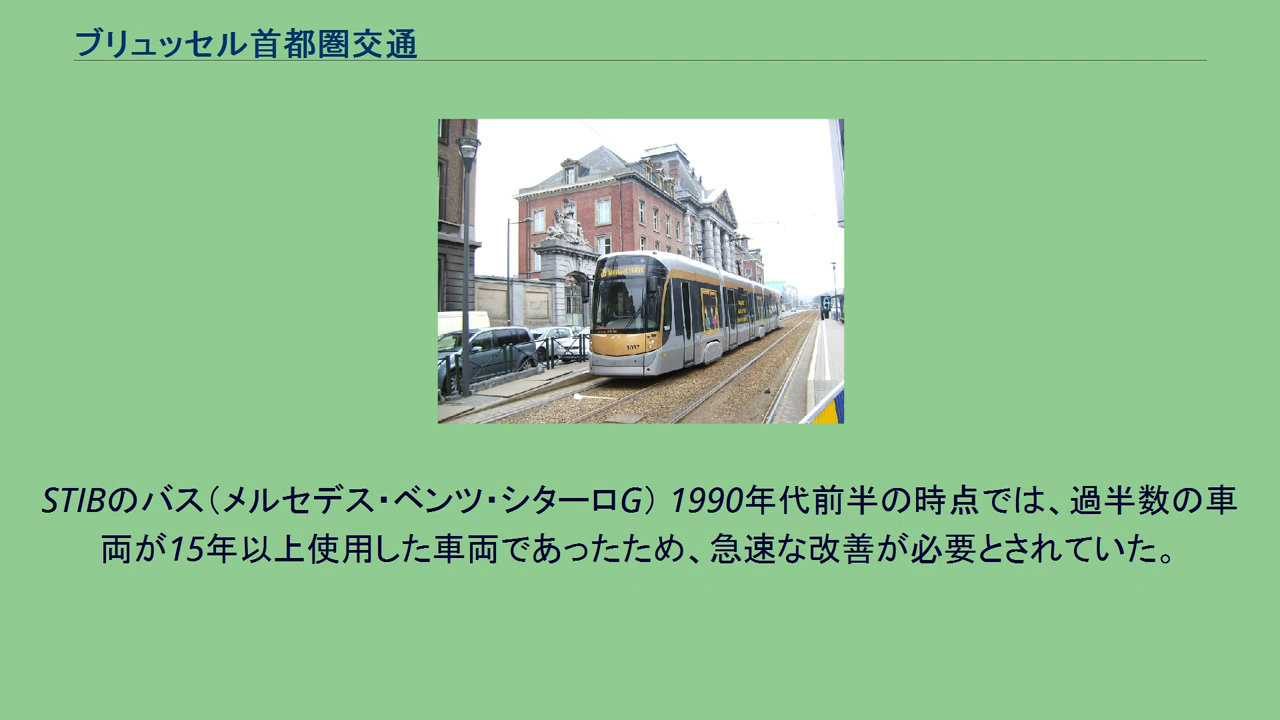 ブリュッセル首都圏交通
3037
STIBのバス（メルセデス・ベンツ・シターロG） 1990年代前半の時点では、過半数の車
両が15年以上使用した車両であったため、急速な改善が必要とされていた。